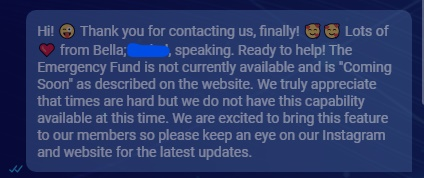 Hi! 😜 Thank you for contacting us, finally! 🥰 🥰 Lots of
❤️ from Bella; , speaking. Ready to help! The
Emergency Fund is not currently available and is "Coming
Soon" as described on the website. We truly appreciate
that times are hard but we do not have this capability
available at this time. We are excited to bring this feature
to our members so please keep an eye on our Instagram
and website for the latest updates.